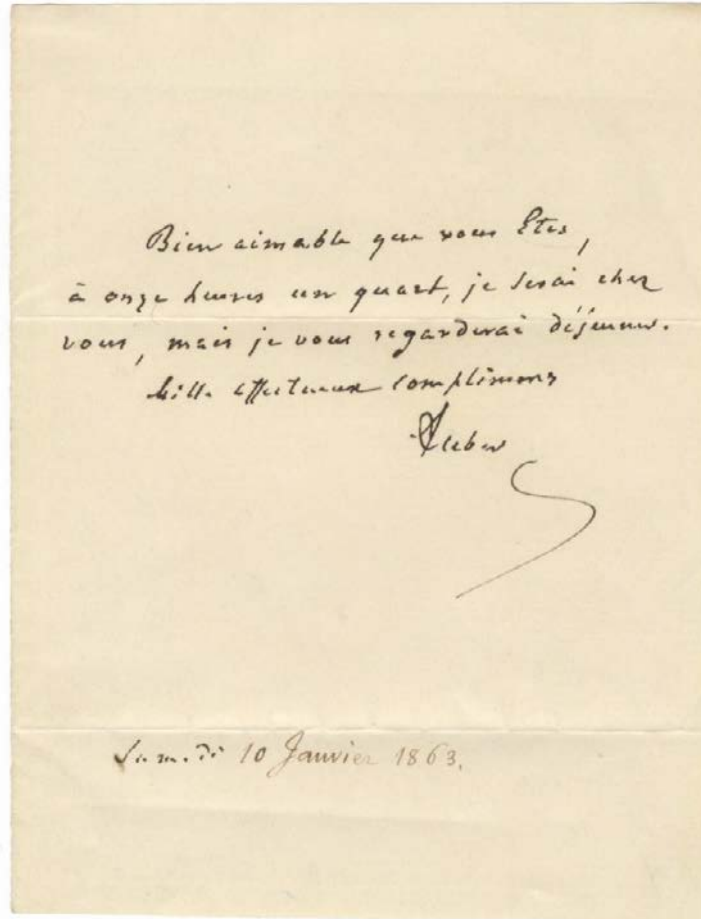 Bien aimable que vous Êtes,
à onze heures un quart, je serai chez
vous, mais je vous regarderai déjeuner.
Mille affectueux complimens
Auber
Samedi 10 Janvier 1863.